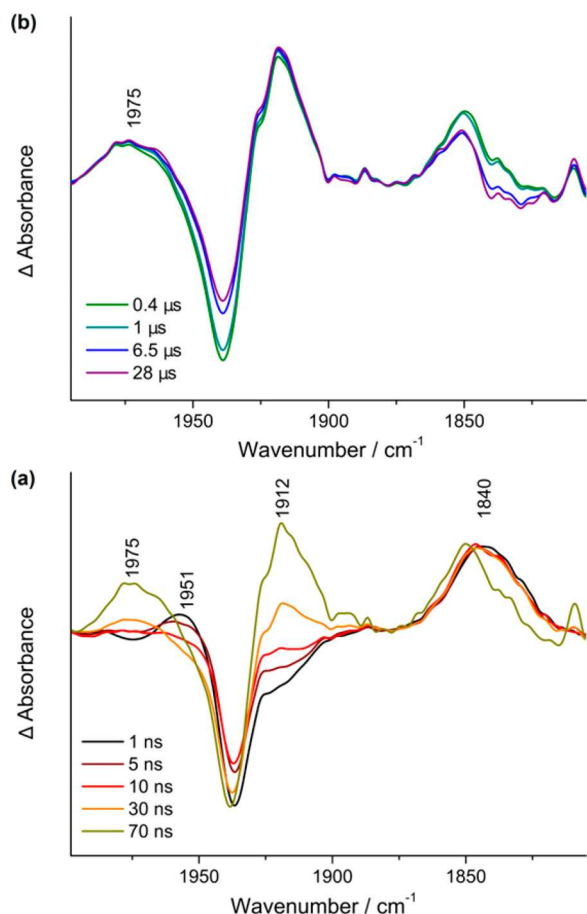 (b)
1975
Δ Absorbance
0.4 µs
1 µs
6.5 µs
28 µs
1950
1900
1850
Wavenumber / cm⁻¹
(a)
1975
1951
1912
1840
Δ Absorbance
1 ns
5 ns
10 ns
30 ns
70 ns
1950
1900
1850
Wavenumber / cm⁻¹